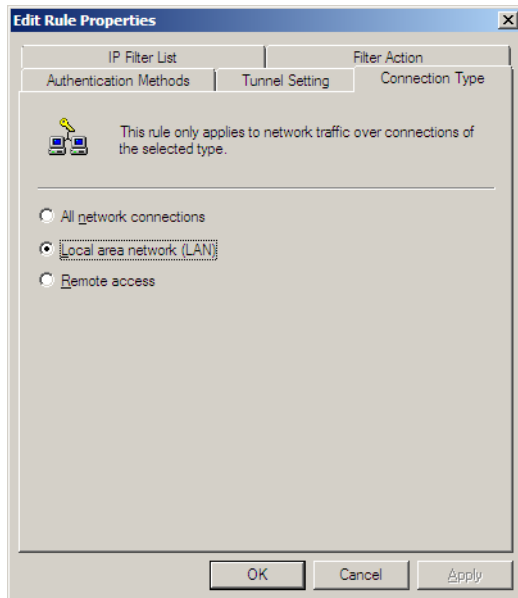 Edit Rule Properties
IP Filter List
Filter Action
Authentication Methods
Tunnel Setting
Connection Type
This rule only applies to network traffic over connections of
the selected type.
All network connections
Local area network (LAN)
Remote access
OK
Cancel
Apply